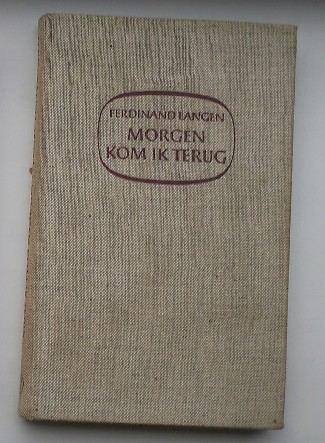 FERDINAND LANGEN
MORGEN
KOM IK TERUG